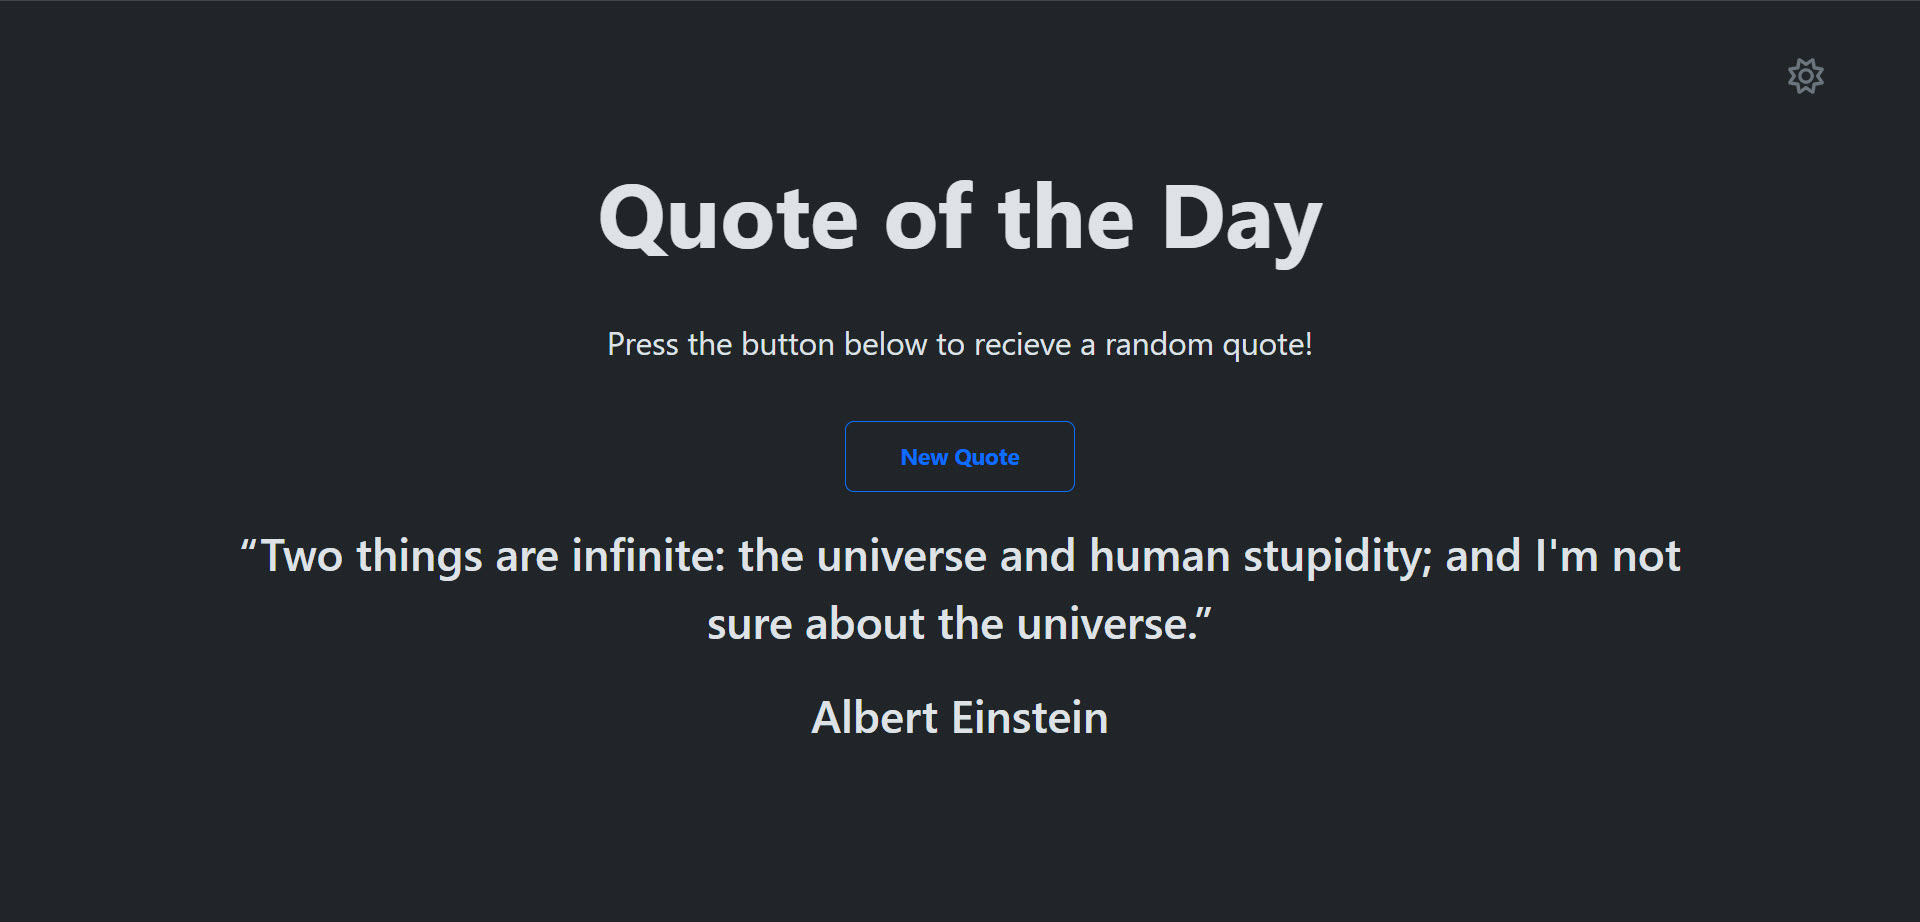 Quote of the Day
Press the button below to recieve a random quote!
New Quote
“Two things are infinite: the universe and human stupidity; and I'm not
sure about the universe.”
Albert Einstein